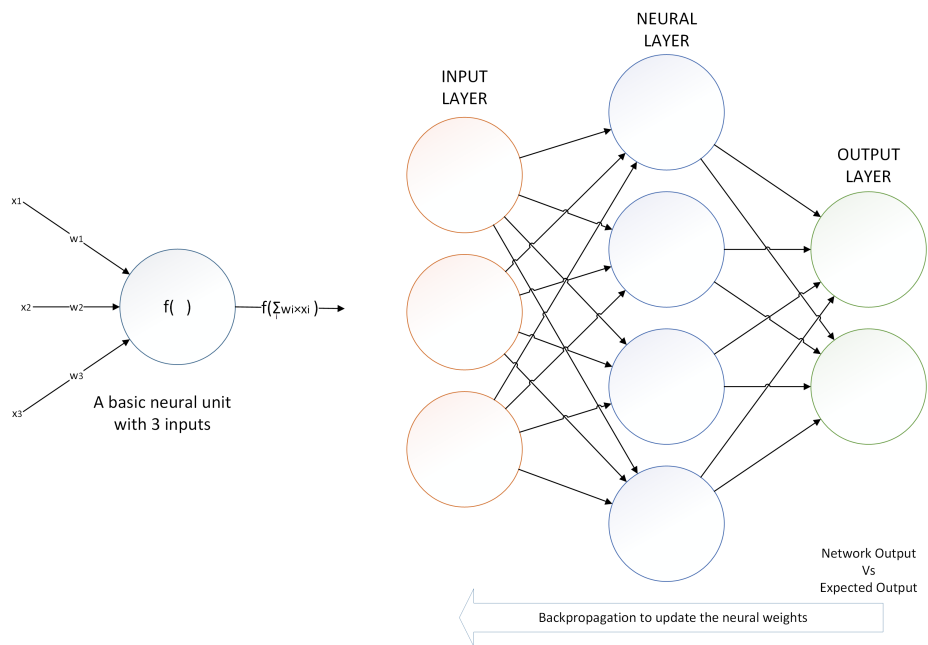 x1
w1
x2
w2
f( )
f(∑wi×xi )
i
w3
x3
A basic neural unit
with 3 inputs
INPUT
LAYER
NEURAL
LAYER
OUTPUT
LAYER
Network Output
Vs
Expected Output
Backpropagation to update the neural weights